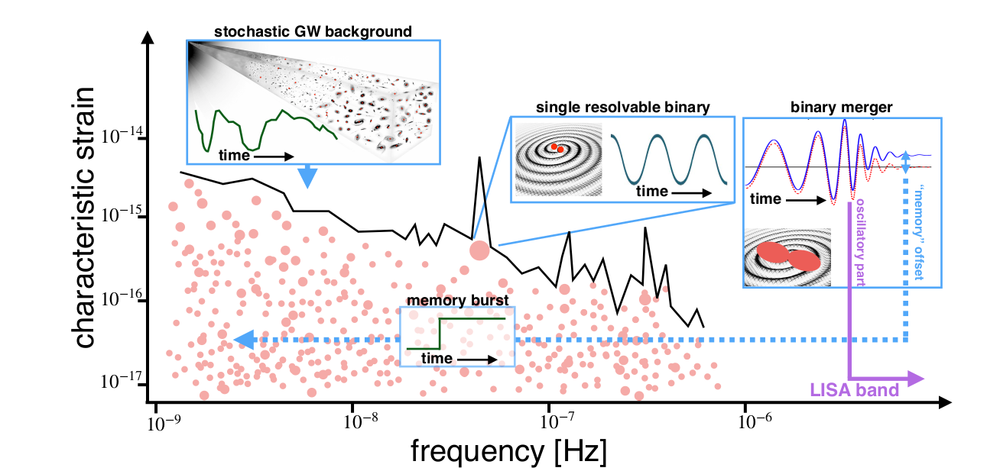 stochastic GW background
time
single resolvable binary
time
binary merger
time
oscillatory part
“memory” offset
memory burst
time
LISA band
characteristic strain
10−14
10−15
10−16
10−17
10−9
10−8
10−7
10−6
frequency [Hz]